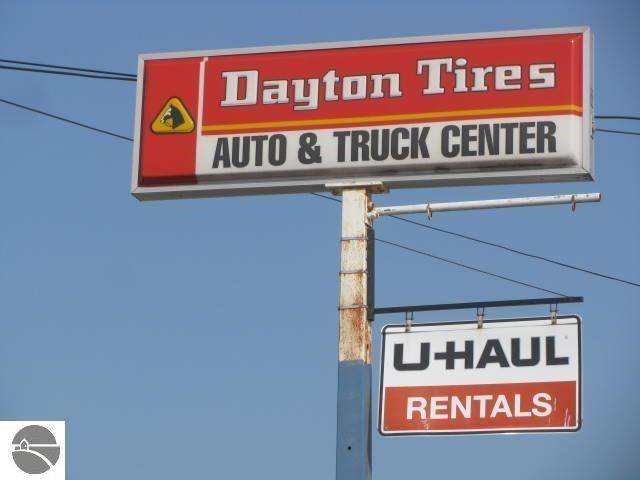 Dayton Tires
AUTO & TRUCK CENTER
U-HAUL
RENTALS